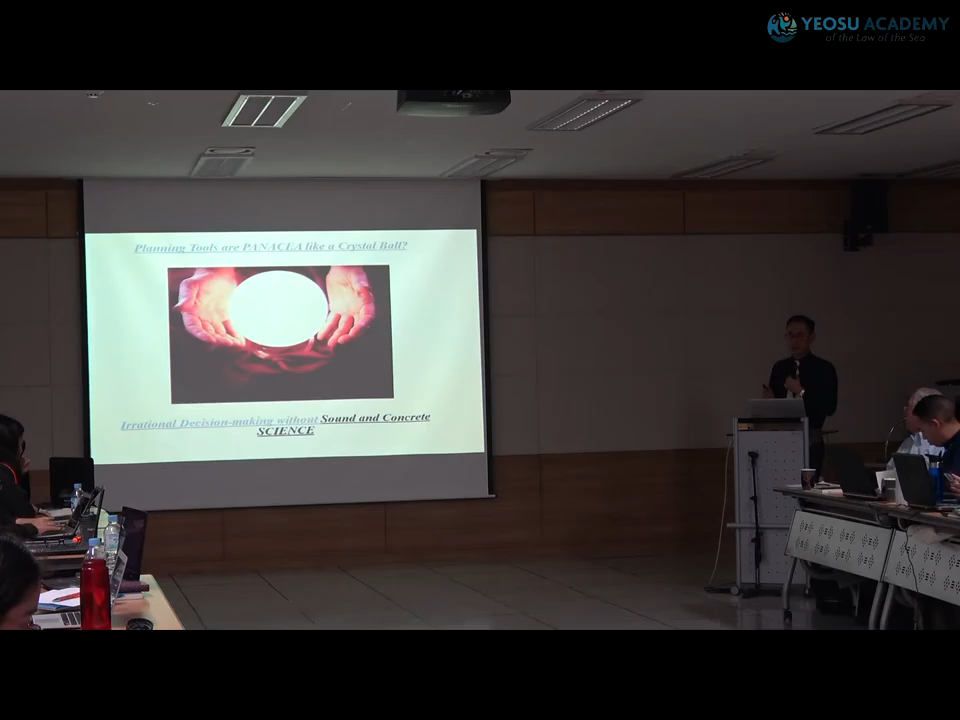 YEOSU ACADEMY
of the Law of the Sea
Planning Tools are PANACEA like a Crystal Ball?
Irrational Decision-making without Sound and Concrete
SCIENCE